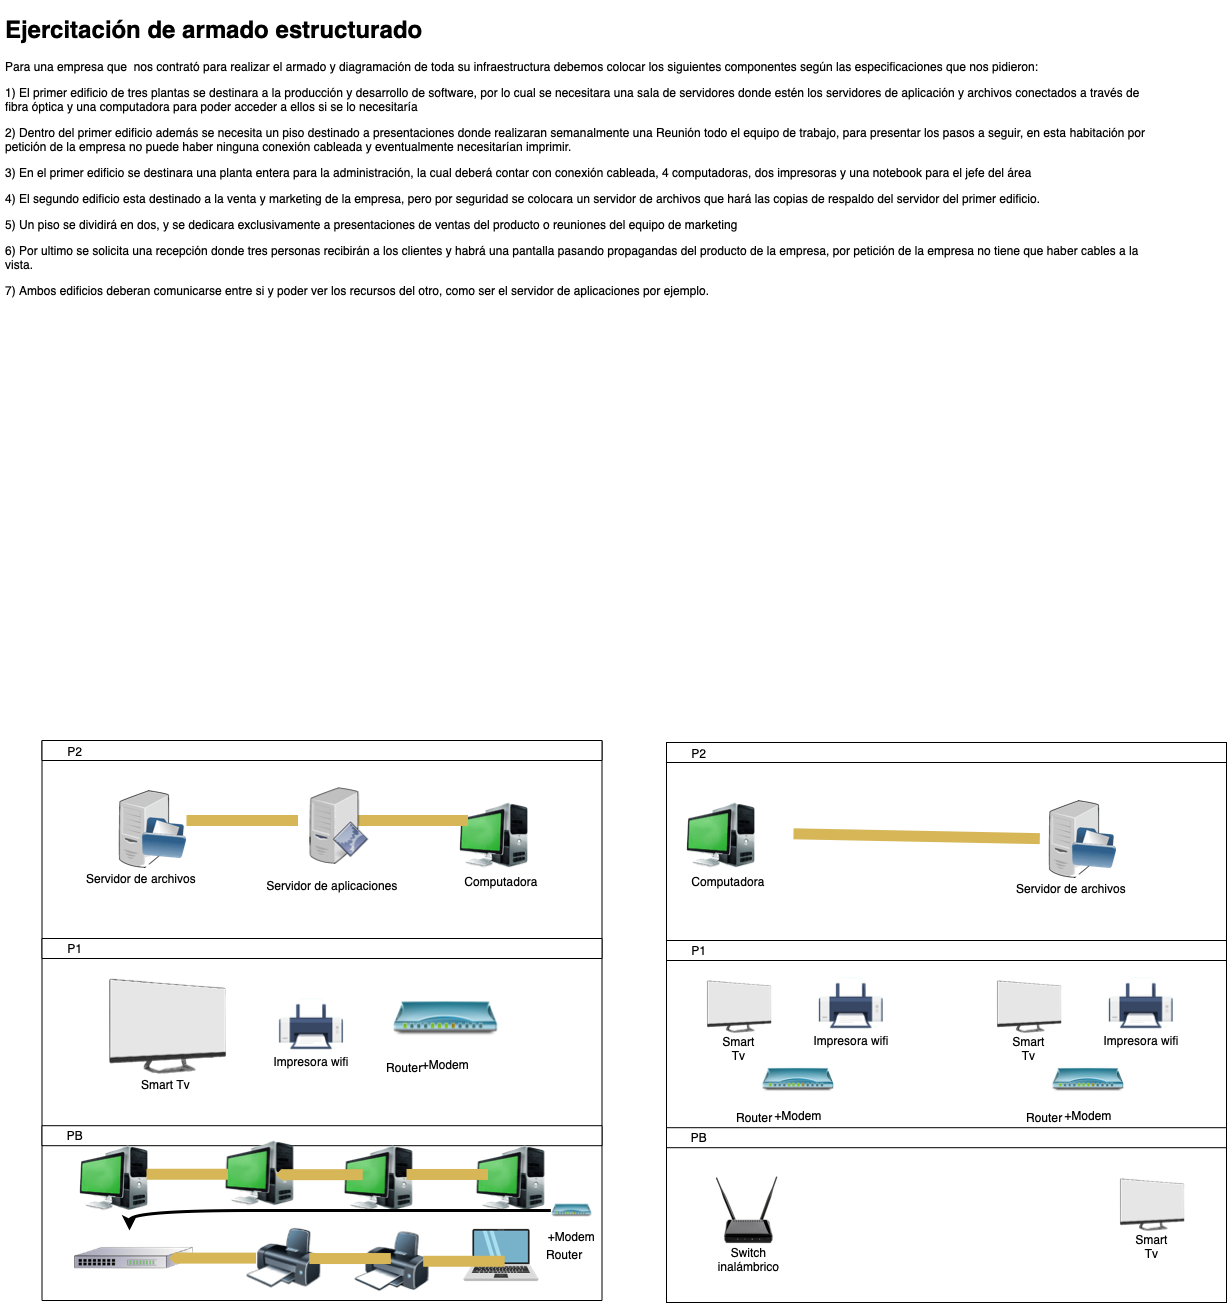 Ejercitación de armado estructurado
Para una empresa que  nos contrató para realizar el armado y diagramación de toda su infraestructura debemos colocar los siguientes componentes según las especificaciones que nos pidieron:
1) El primer edificio de tres plantas se destinara a la producción y desarrollo de software, por lo cual se necesitara una sala de servidores donde estén los servidores de aplicación y archivos conectados a través de
fibra óptica y una computadora para poder acceder a ellos si se lo necesitaría
2) Dentro del primer edificio además se necesita un piso destinado a presentaciones donde realizaran semanalmente una Reunión todo el equipo de trabajo, para presentar los pasos a seguir, en esta habitación por
petición de la empresa no puede haber ninguna conexión cableada y eventualmente necesitarían imprimir.
3) En el primer edificio se destinara una planta entera para la administración, la cual deberá contar con conexión cableada, 4 computadoras, dos impresoras y una notebook para el jefe del área
4) El segundo edificio esta destinado a la venta y marketing de la empresa, pero por seguridad se colocara un servidor de archivos que hará las copias de respaldo del servidor del primer edificio.
5) Un piso se dividirá en dos, y se dedicara exclusivamente a presentaciones de ventas del producto o reuniones del equipo de marketing
6) Por ultimo se solicita una recepción donde tres personas recibirán a los clientes y habrá una pantalla pasando propagandas del producto de la empresa, por petición de la empresa no tiene que haber cables a la
vista.
7) Ambos edificios deberan comunicarse entre si y poder ver los recursos del otro, como ser el servidor de aplicaciones por ejemplo.
P2
Servidor de archivos
Servidor de aplicaciones
Computadora
P1
Smart Tv
Impresora wifi
Router+Modem
PB
+Modem
Router
P2
Computadora
Servidor de archivos
P1
Smart
Tv
Impresora wifi
Router +Modem
Smart
Tv
Impresora wifi
Router +Modem
PB
Switch
inalámbrico
Smart
Tv